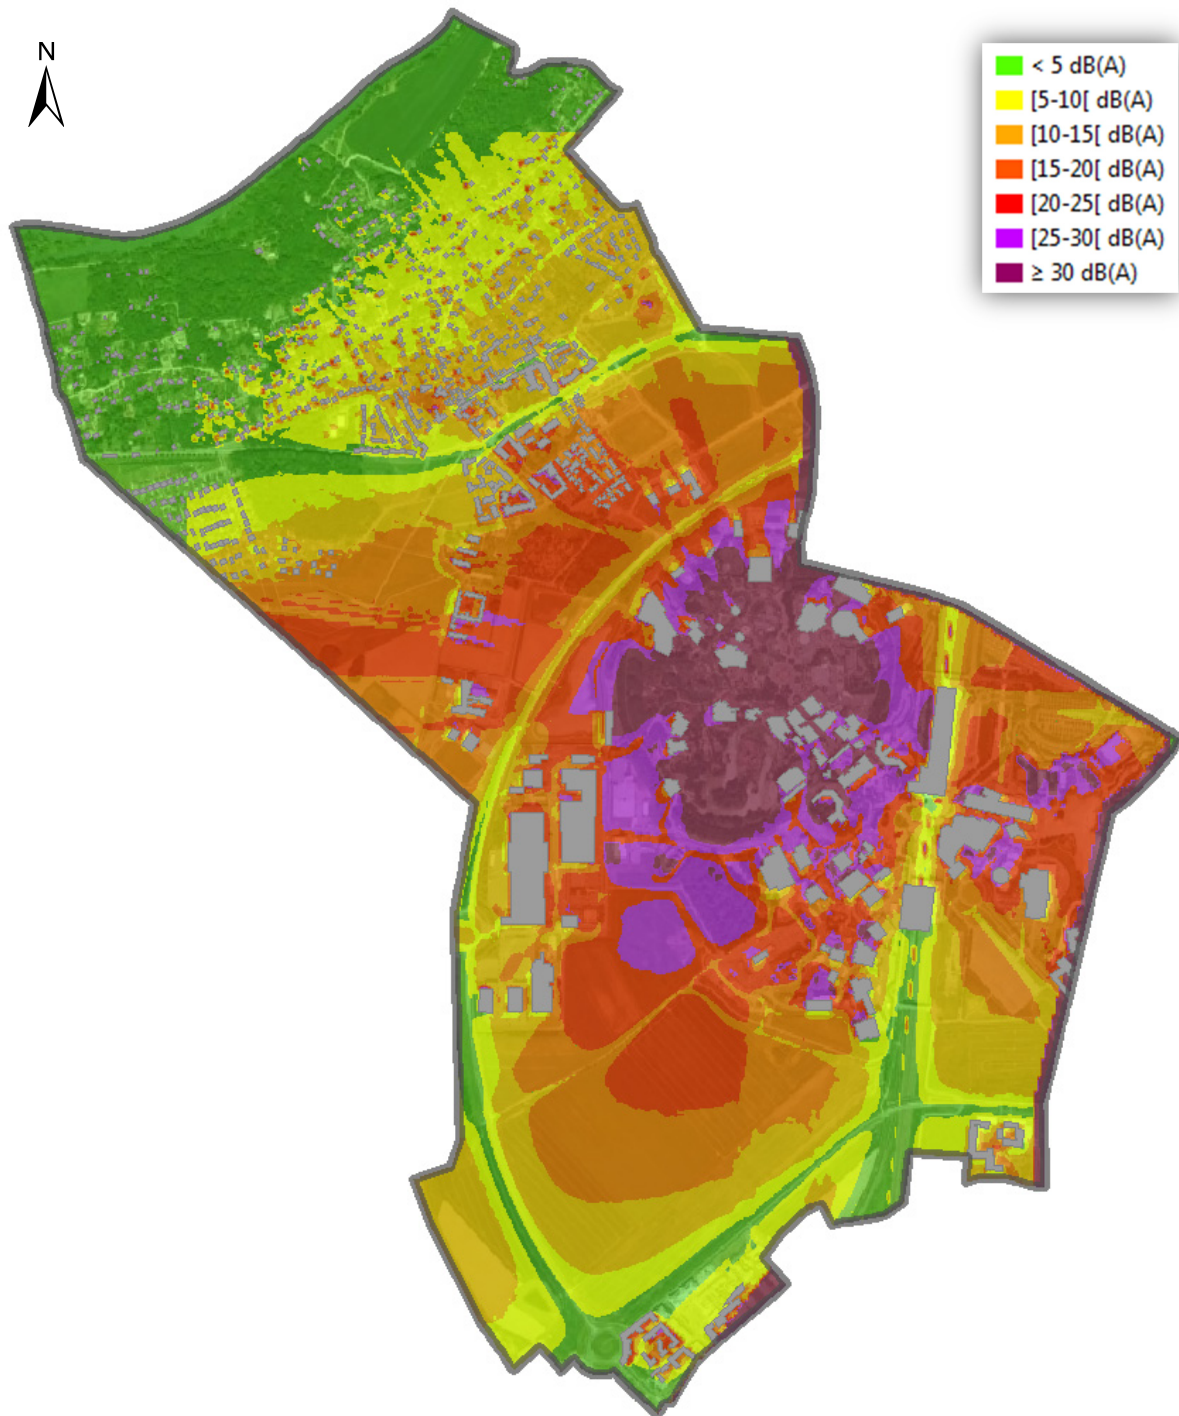 N
< 5 dB(A)
[5-10[ dB(A)
[10-15[ dB(A)
[15-20[ dB(A)
[20-25[ dB(A)
[25-30[ dB(A)
≥ 30 dB(A)